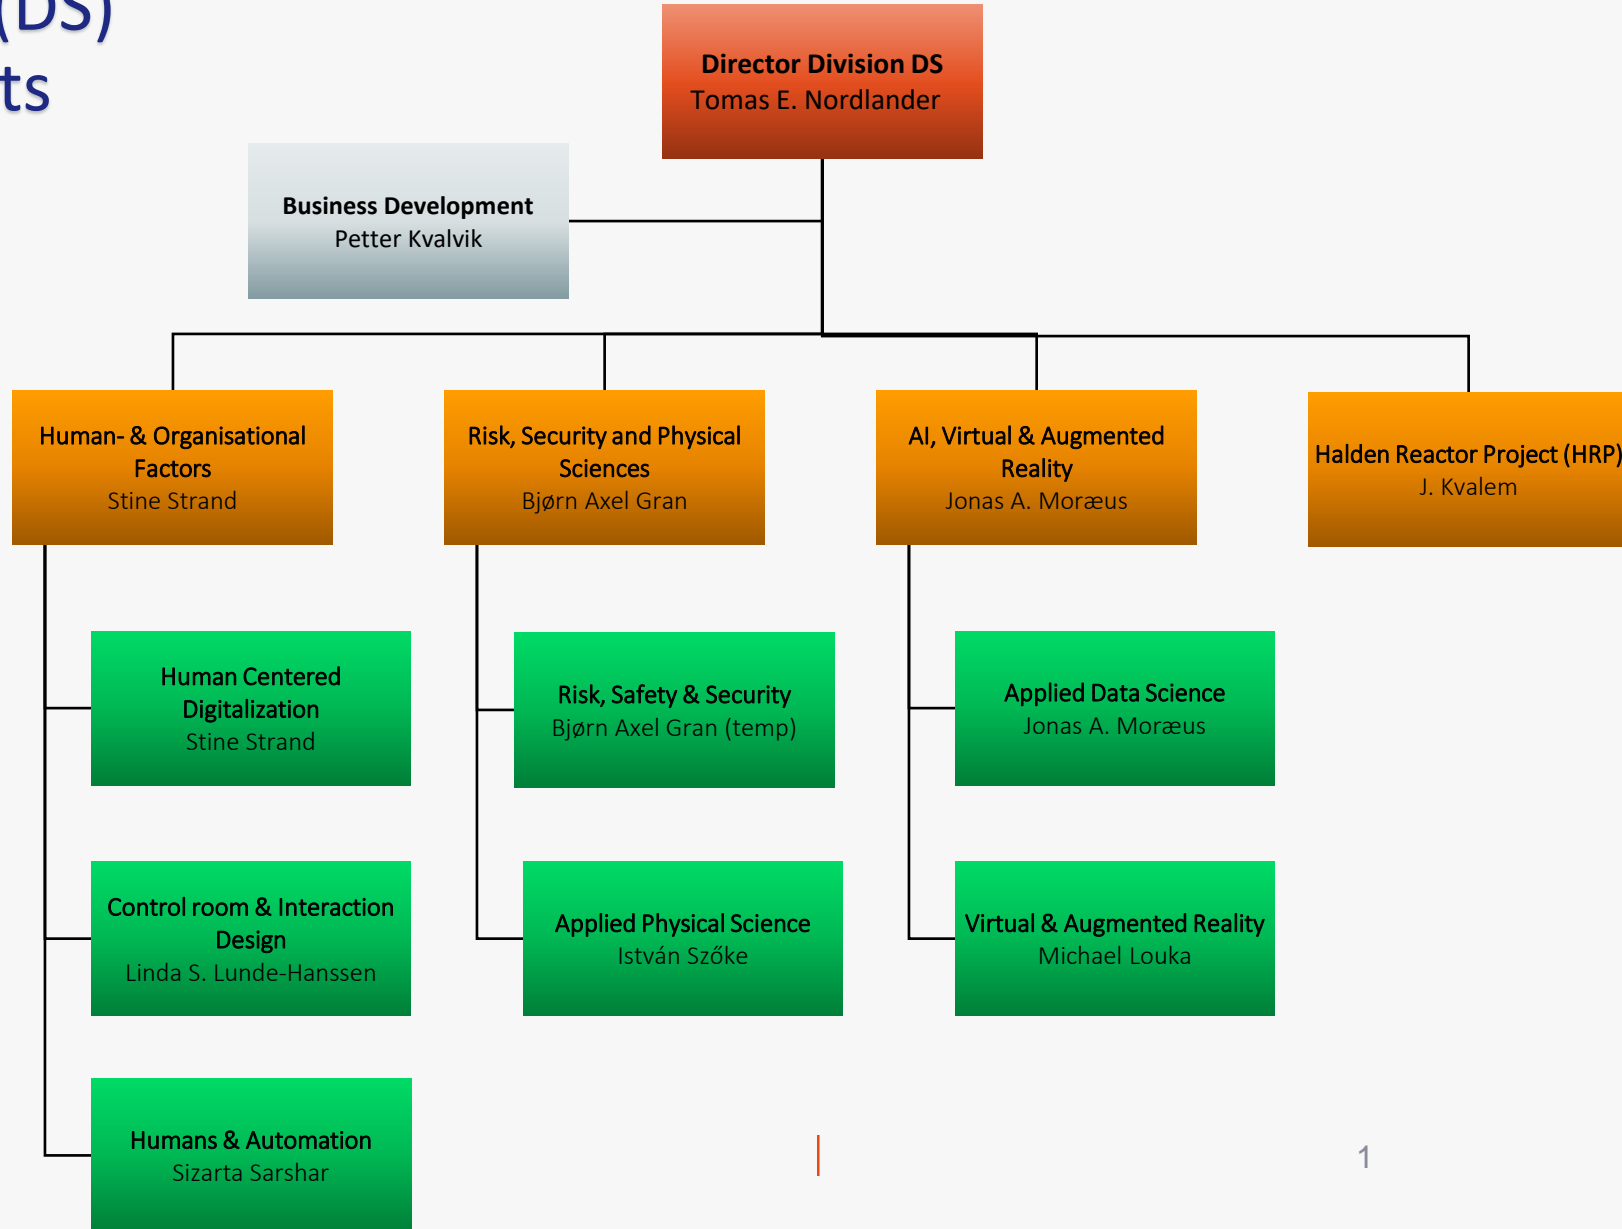 (DS)
ts
Director Division DS
Tomas E. Nordlander
Business Development
Petter Kvalvik
Human- & Organisational
Factors
Stine Strand
Risk, Security and Physical
Sciences
Bjørn Axel Gran
AI, Virtual & Augmented
Reality
Jonas A. Moræus
Halden Reactor Project (HRP)
J. Kvalem
Human Centered
Digitalization
Stine Strand
Risk, Safety & Security
Bjørn Axel Gran (temp)
Applied Data Science
Jonas A. Moræus
Control room & Interaction
Design
Linda S. Lunde-Hanssen
Applied Physical Science
István Szőke
Virtual & Augmented Reality
Michael Louka
Humans & Automation
Sizarta Sarshar
1